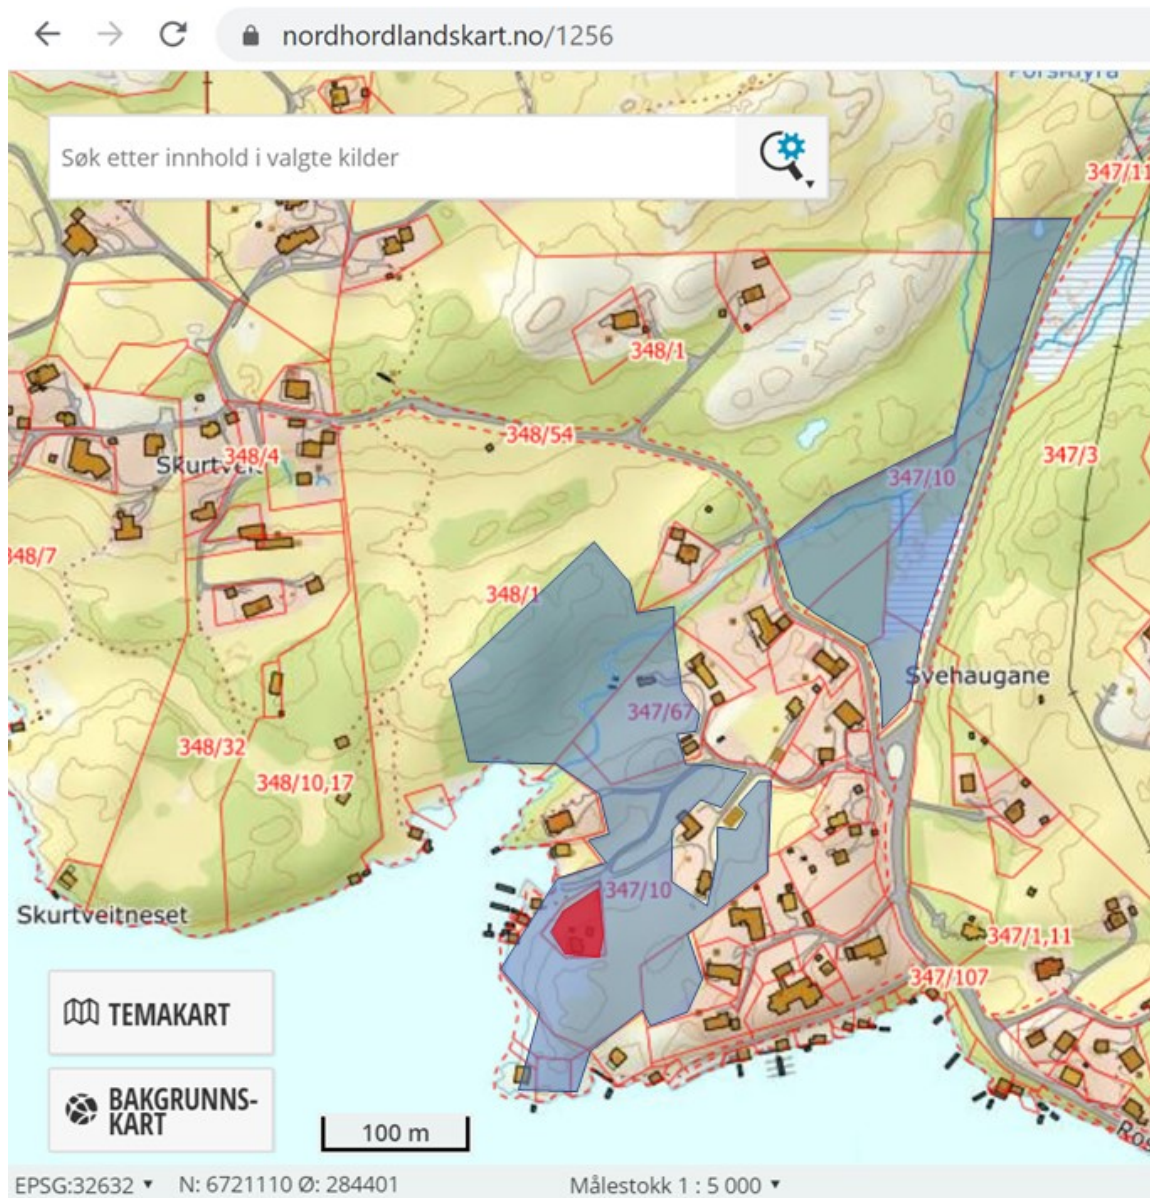 nordhordlandskart.no/1256
Søk etter innhold i valgte kilder
347/11
348/1
348/54
348/4
347/3
347/10
348/7
348/1
Svehaugane
347/67
348/32
348/10,17
347/10
Skurtveitneset
347/1,11
347/107
TEMAKART
BAKGRUNNS-
KART
100 m
EPSG:32632 N: 6721110 Ø: 284401 Målestokk 1 : 5 000